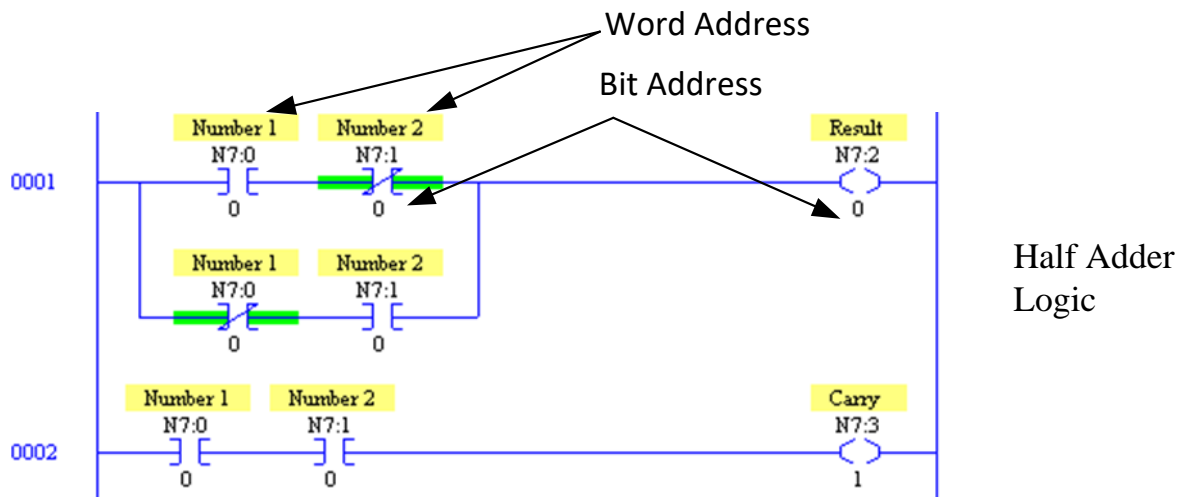 Word Address
Bit Address
Number 1 Number 2 Result
N7:0 N7:1 N7:2
0001
0 0 0
Number 1 Number 2
N7:0 N7:1
0 0
Half Adder
Logic
Number 1 Number 2 Carry
N7:0 N7:1 N7:3
0002
0 0 1